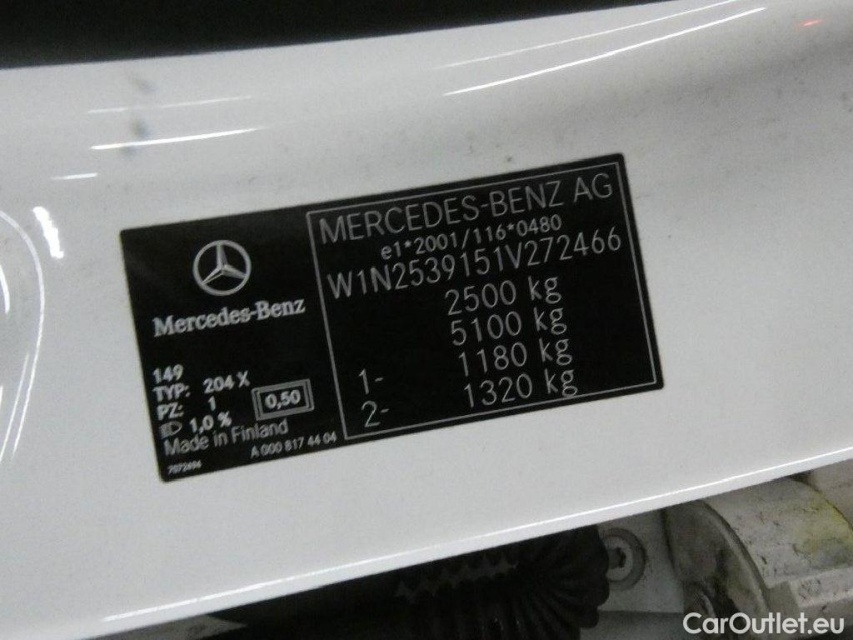 MERCEDES-BENZ AG
e1*2001/116*0480
W1N2539151V272466
2500 kg
5100 kg
1- 1180 kg
2- 1320 kg
Mercedes-Benz
149
TYP: 204 X
PZ: 1
0,50
1,0 %
Made in Finland
A 000 817 44 04
7072696
CarOutlet.eu